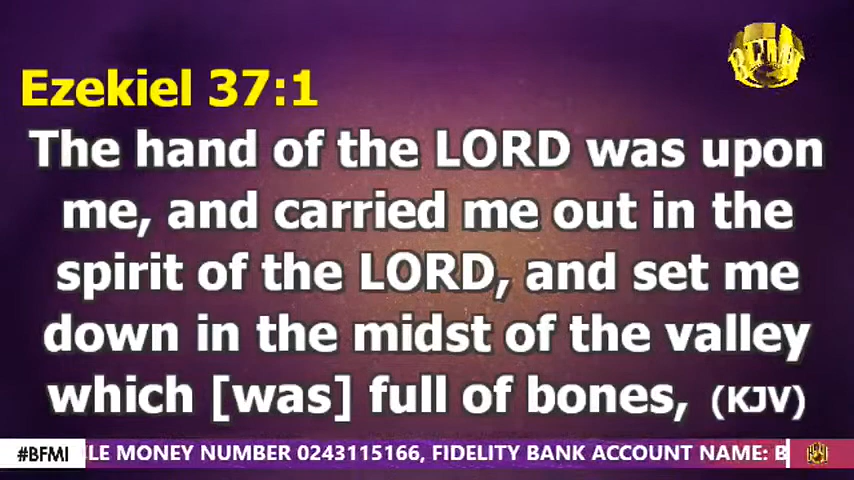 Ezekiel 37:1
The hand of the LORD was upon
me, and carried me out in the
spirit of the LORD, and set me
down in the midst of the valley
which [was] full of bones, (KJV)
#BFMI LE MONEY NUMBER 0243115166, FIDELITY BANK ACCOUNT NAME: B